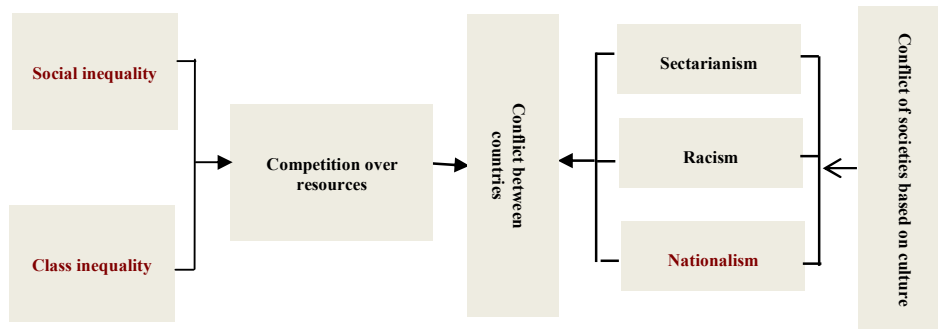 Social inequality
Class inequality
Competition over
resources
Conflict between
countries
Sectarianism
Racism
Nationalism
Conflict of societies based on culture